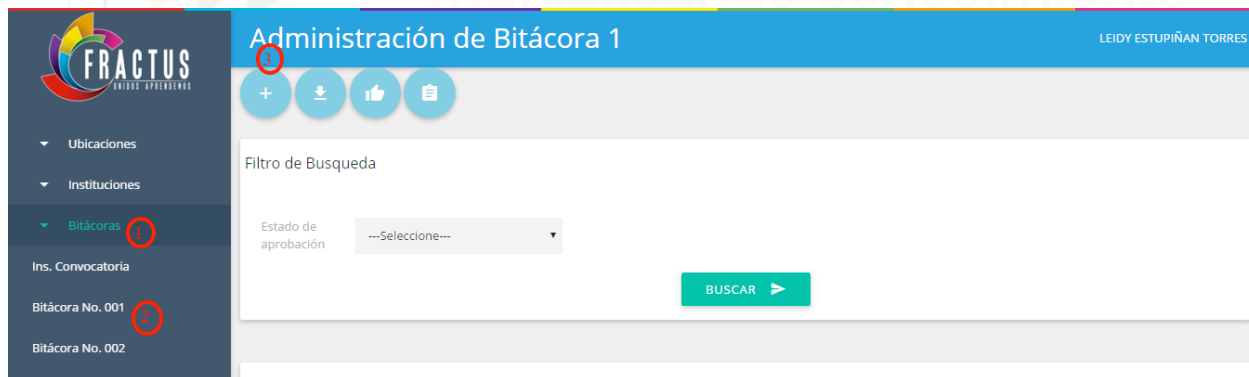 FRACTUS
UNIDOS APRENDEMOS
Administración de Bitácora 1
LEIDY ESTUPIÑAN TORRES
3
Ubicaciones
Instituciones
Bitácoras
1
Ins. Convocatoria
Bitácora No. 001
2
Bitácora No. 002
Filtro de Busqueda
Estado de
aprobación
---Seleccione---
BUSCAR